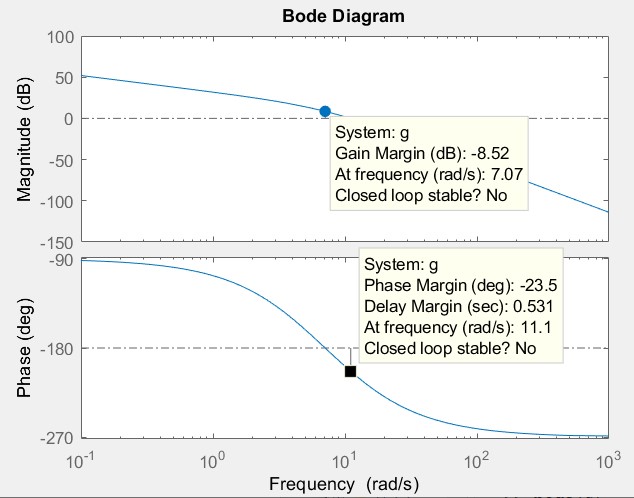 Bode Diagram
100
50
0
-50
-100
-150
Magnitude (dB)
System: g
Gain Margin (dB): -8.52
At frequency (rad/s): 7.07
Closed loop stable? No
-90
-180
-270
Phase (deg)
System: g
Phase Margin (deg): -23.5
Delay Margin (sec): 0.531
At frequency (rad/s): 11.1
Closed loop stable? No
10^-1 10^0 10^1 10^2 10^3
Frequency (rad/s)